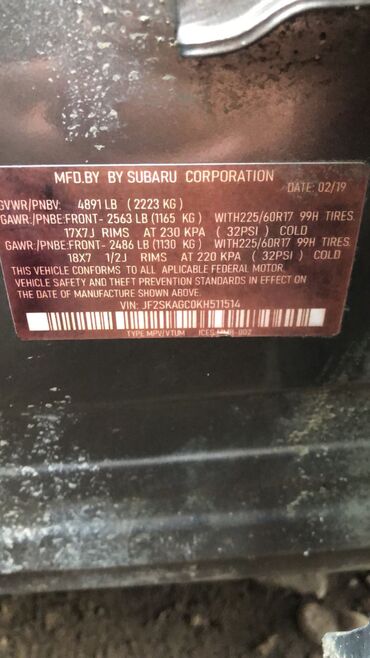 MFD.BY BY SUBARU CORPORATION
DATE: 02/19
GVWR/PNBV: 4891 LB (2223 KG)
GAWR:/PNBE:FRONT- 2563 LB (1165 KG) WITH225/60R17 99H TIRES.
17X7J RIMS AT 230 KPA (32PSI) COLD
GAWR:/PNBE:FRONT- 2486 LB (1130 KG) WITH225/60R17 99H TIRES.
18X7 1/2J RIMS AT 220 KPA (32PSI) COLD
THIS VEHICLE CONFORMS TO ALL APPLICABLE FEDERAL MOTOR
VEHICLE SAFETY AND THEFT PREVENTION STANDARDS IN EFFECT ON
THE DATE OF MANUFACTURE SHOWN ABOVE.
VIN: JF2SKAGC0KH511514
TYPE MPV/VTUM ICES